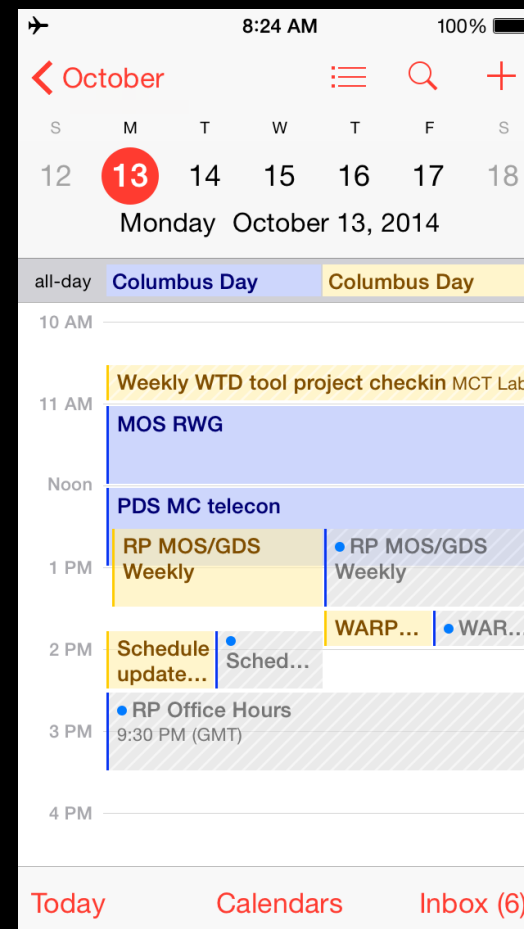 8:24 AM 100%
October
S M T W T F S
12 13 14 15 16 17 18
Monday October 13, 2014
all-day Columbus Day Columbus Day
10 AM
Weekly WTD tool project checkin MCT Lab
11 AM
MOS RWG
Noon
PDS MC telecon
RP MOS/GDS
Weekly
• RP MOS/GDS
Weekly
1 PM
WARP... • WAR...
2 PM
Schedule
update...
•
Sched...
• RP Office Hours
3 PM 9:30 PM (GMT)
4 PM
Today Calendars Inbox (6)